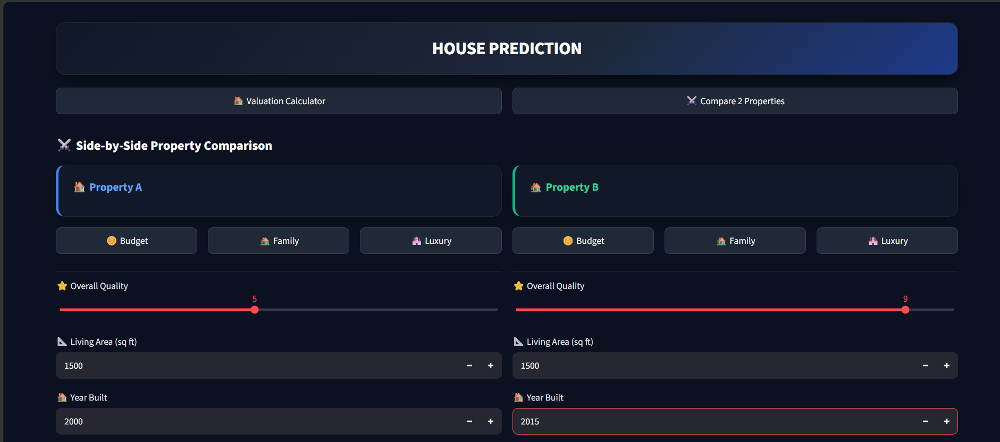 HOUSE PREDICTION
Valuation Calculator
Compare 2 Properties
Side-by-Side Property Comparison
Property A
Property B
Budget
Family
Luxury
Budget
Family
Luxury
Overall Quality
5
Overall Quality
9
Living Area (sq ft)
1500
Living Area (sq ft)
1500
Year Built
2000
Year Built
2015